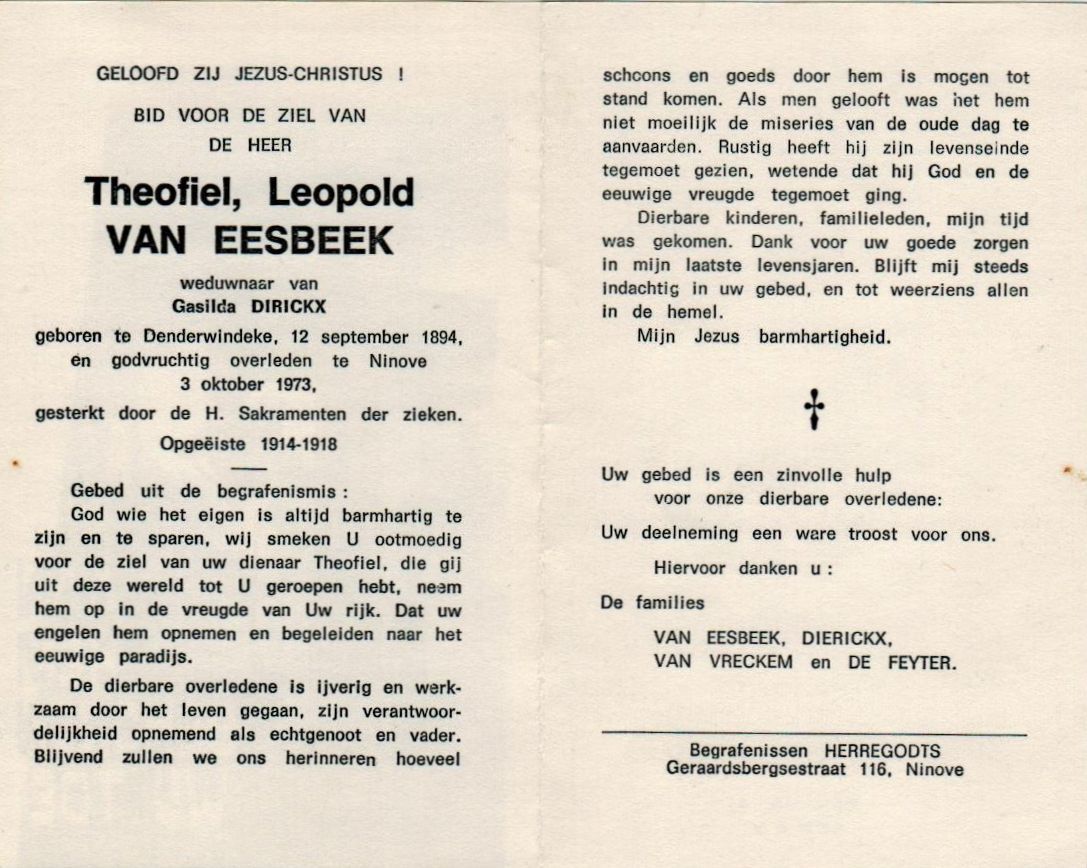 GELOOFD ZIJ JEZUS-CHRISTUS !
BID VOOR DE ZIEL VAN
DE HEER
Theofiel, Leopold
VAN EESBEEK
weduwnaar van
Gasilda DIRICKX
geboren te Denderwindeke, 12 september 1894,
en godvruchtig overleden te Ninove
3 oktober 1973,
gesterkt door de H. Sakramenten der zieken.
Opgeëiste 1914-1918
Gebed uit de begrafenismis :
God wie het eigen is altijd barmhartig te
zijn en te sparen, wij smeken U ootmoedig
voor de ziel van uw dienaar Theofiel, die gij
uit deze wereld tot U geroepen hebt, neem
hem op in de vreugde van Uw rijk. Dat uw
engelen hem opnemen en begeleiden naar het
eeuwige paradijs.
De dierbare overledene is ijverig en werk-
zaam door het leven gegaan, zijn verantwoor-
delijkheid opnemend als echtgenoot en vader.
Blijvend zullen we ons herinneren hoeveel
schoons en goeds door hem is mogen tot
stand komen. Als men gelooft was het hem
niet moeilijk de miseries van de oude dag te
aanvaarden. Rustig heeft hij zijn levenseinde
tegemoet gezien, wetende dat hij God en de
eeuwige vreugde tegemoet ging.
Dierbare kinderen, familieleden, mijn tijd
was gekomen. Dank voor uw goede zorgen
in mijn laatste levensjaren. Blijft mij steeds
indachtig in uw gebed, en tot weerziens allen
in de hemel.
Mijn Jezus barmhartigheid.
Uw gebed is een zinvolle hulp
voor onze dierbare overledene:
Uw deelneming een ware troost voor ons.
Hiervoor danken u :
De families
VAN EESBEEK, DIERICKX,
VAN VRECKEM en DE FEYTER.
Begrafenissen HERREGODTS
Geraardsbergsestraat 116, Ninove